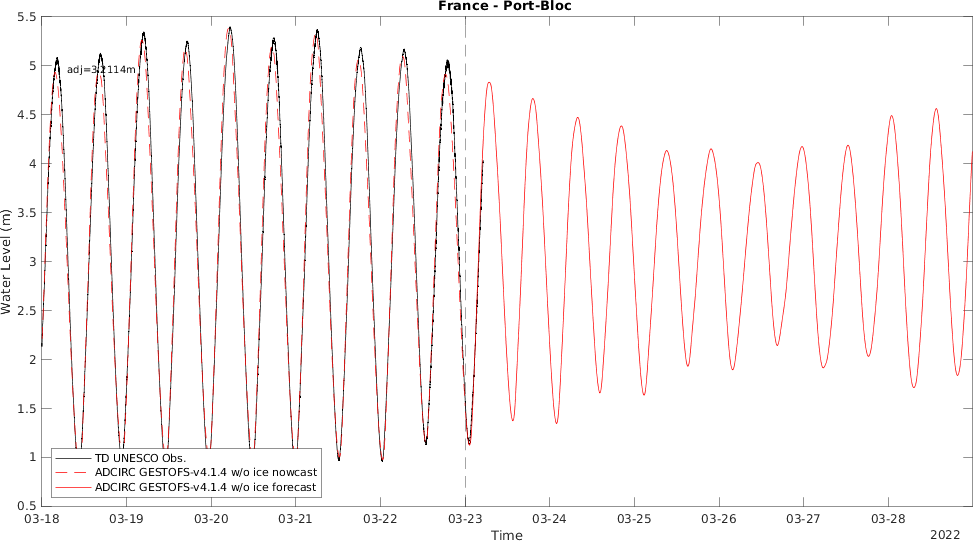 France - Port-Bloc
5.5
5
4.5
4
3.5
3
2.5
2
1.5
1
0.5
Water Level (m)
adj=3.2114m
TD UNESCO Obs.
ADCIRC GESTOFS-v4.1.4 w/o ice nowcast
ADCIRC GESTOFS-v4.1.4 w/o ice forecast
03-18 03-19 03-20 03-21 03-22 03-23 03-24 03-25 03-26 03-27 03-28
Time
2022